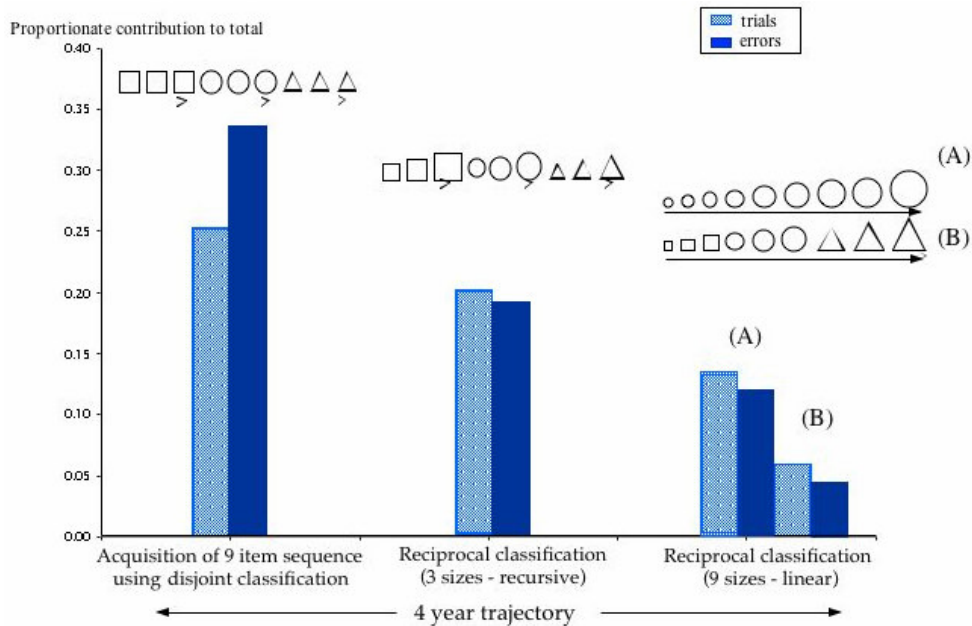 Proportionate contribution to total
trials
errors
0.40
0.35
0.30
0.25
0.20
0.15
0.10
0.05
0.00
>
>
>
>
>
>
(A)
(B)
(A)
(B)
Acquisition of 9 item sequence
using disjoint classification
Reciprocal classification
(3 sizes - recursive)
Reciprocal classification
(9 sizes - linear)
4 year trajectory